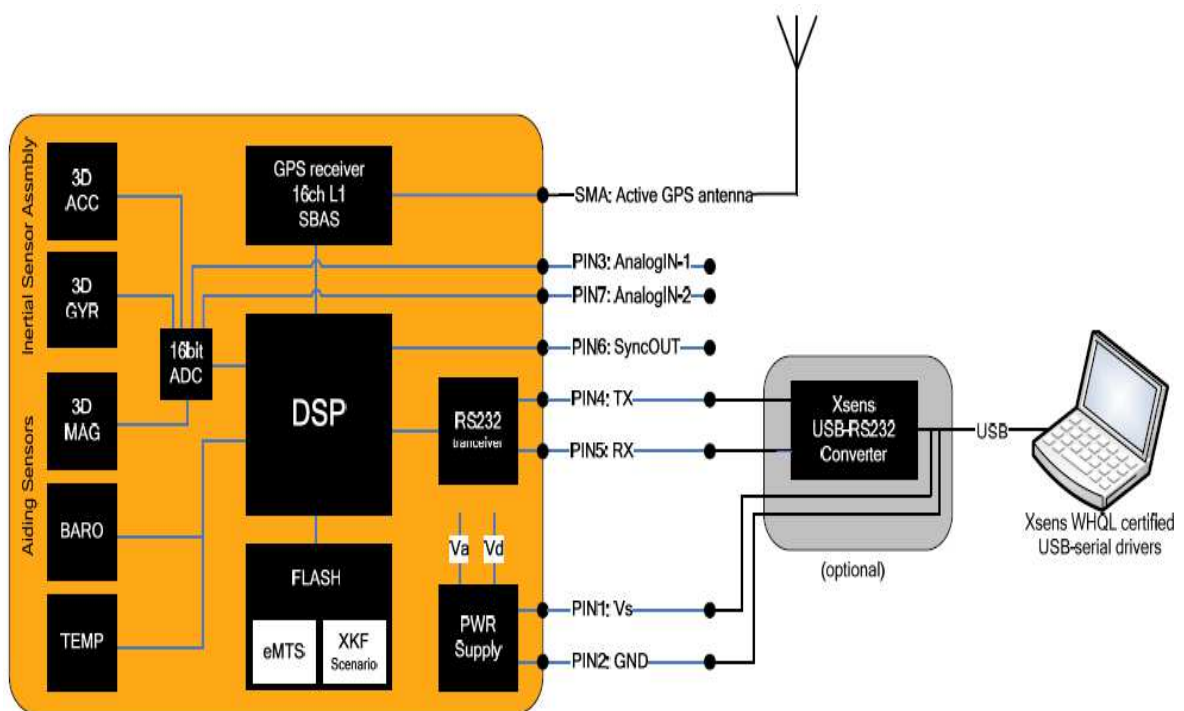 Inertial Sensor Assmbly
Aiding Sensors
3D
ACC
3D
GYR
3D
MAG
BARO
TEMP
16bit
ADC
GPS receiver
16ch L1
SBAS
DSP
FLASH
eMTS
XKF
Scenario
RS232
tranceiver
Va
Vd
PWR
Supply
SMA: Active GPS antenna
PIN3: AnalogIN-1
PIN7: AnalogIN-2
PIN6: SyncOUT
PIN4: TX
PIN5: RX
PIN1: Vs
PIN2: GND
Xsens
USB-RS232
Converter
(optional)
USB
Xsens WHQL certified
USB-serial drivers